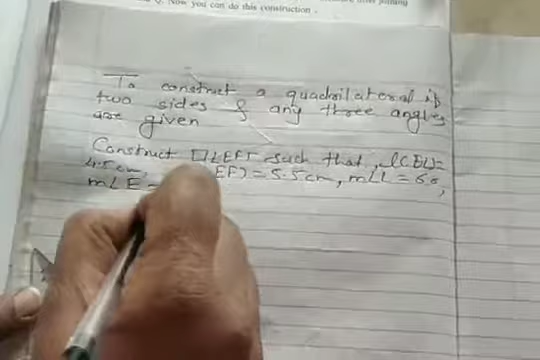 Now you can do this construction.
To construct a quadrilateral if
two sides & any three angles
are given
Construct □LEFT such that, l(EL)=
4.5cm, EF)=5.5cm, m∠L=60,
m∠E=